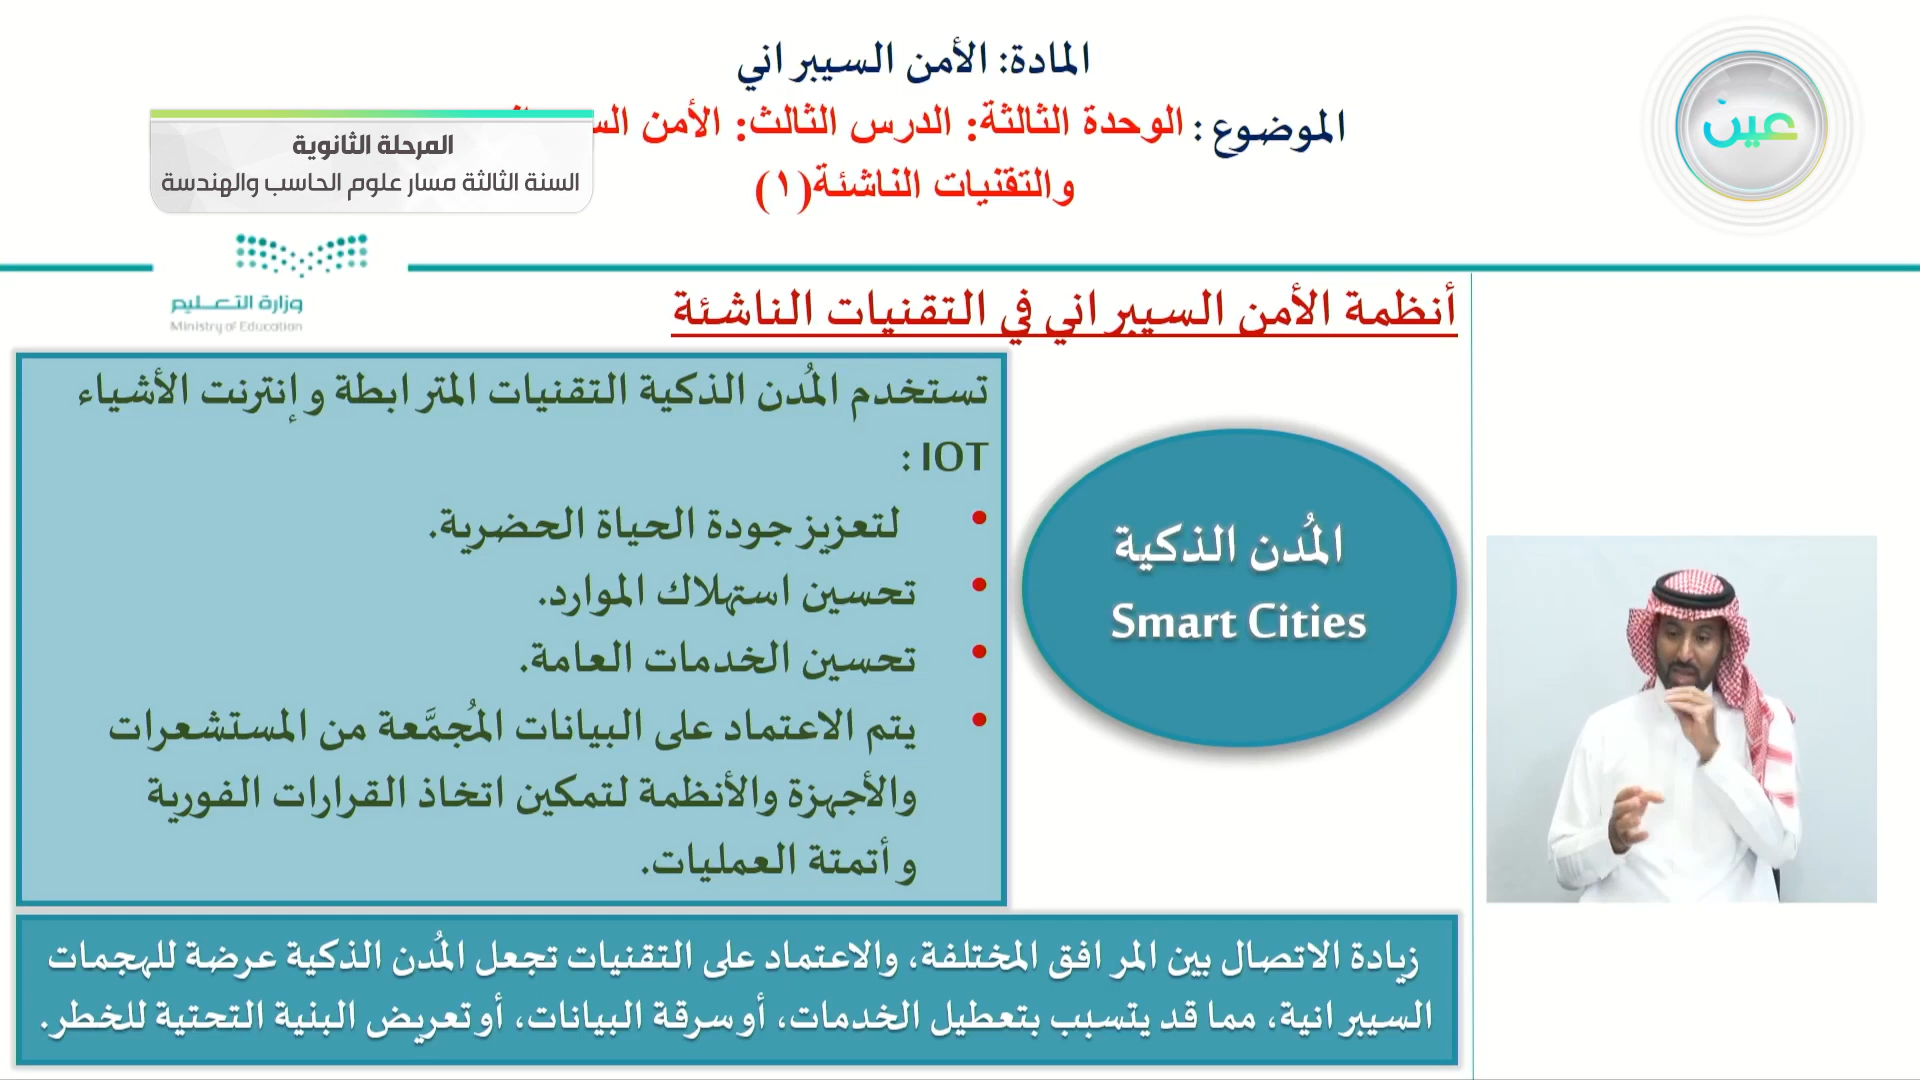 المادة: الأمن السيبراني
الموضوع : الوحدة الثالثة: الدرس الثالث: الأمن
والتقنيات الناشئة(١)
عين
المرحلة الثانوية
السنة الثالثة مسار علوم الحاسب والهندسة
وزارة التعليم
Ministry of Education
أنظمة الأمن السيبراني في التقنيات الناشئة
المُدن الذكية
Smart Cities
تستخدم المُدن الذكية التقنيات المترابطة وإنترنت الأشياء
IOT :
• لتعزيز جودة الحياة الحضرية.
• تحسين استهلاك الموارد.
• تحسين الخدمات العامة.
• يتم الاعتماد على البيانات المُجمَّعة من المستشعرات
والأجهزة والأنظمة لتمكين اتخاذ القرارات الفورية
وأتمتة العمليات.
زيادة الاتصال بين المرافق المختلفة، والاعتماد على التقنيات تجعل المُدن الذكية عرضة للهجمات
السيبرانية، مما قد يتسبب بتعطيل الخدمات، أو سرقة البيانات، أو تعريض البنية التحتية للخطر.